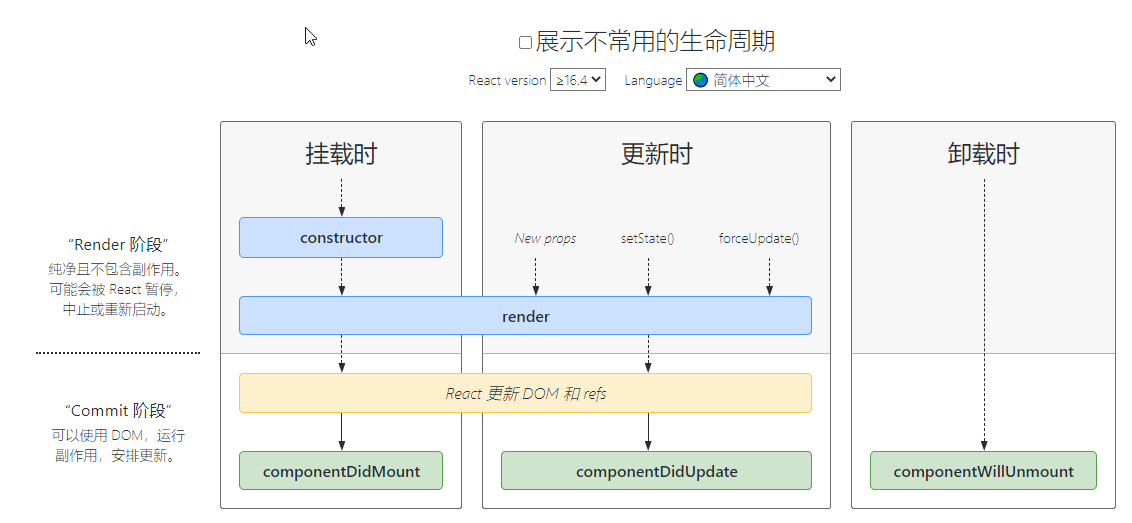 展示不常用的生命周期
React version ≥16.4 Language 简体中文
挂载时
更新时
卸载时
“Render 阶段”
纯净且不包含副作用。
可能会被 React 暂停，
中止或重新启动。
constructor
New props
setState()
forceUpdate()
render
React 更新 DOM 和 refs
“Commit 阶段”
可以使用 DOM，运行
副作用，安排更新。
componentDidMount
componentDidUpdate
componentWillUnmount